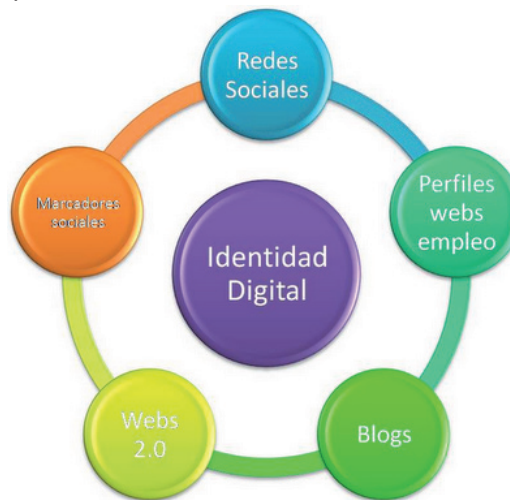 Redes
Sociales
Perfiles
webs
empleo
Blogs
Webs
2.0
Marcadores
sociales
Identidad
Digital